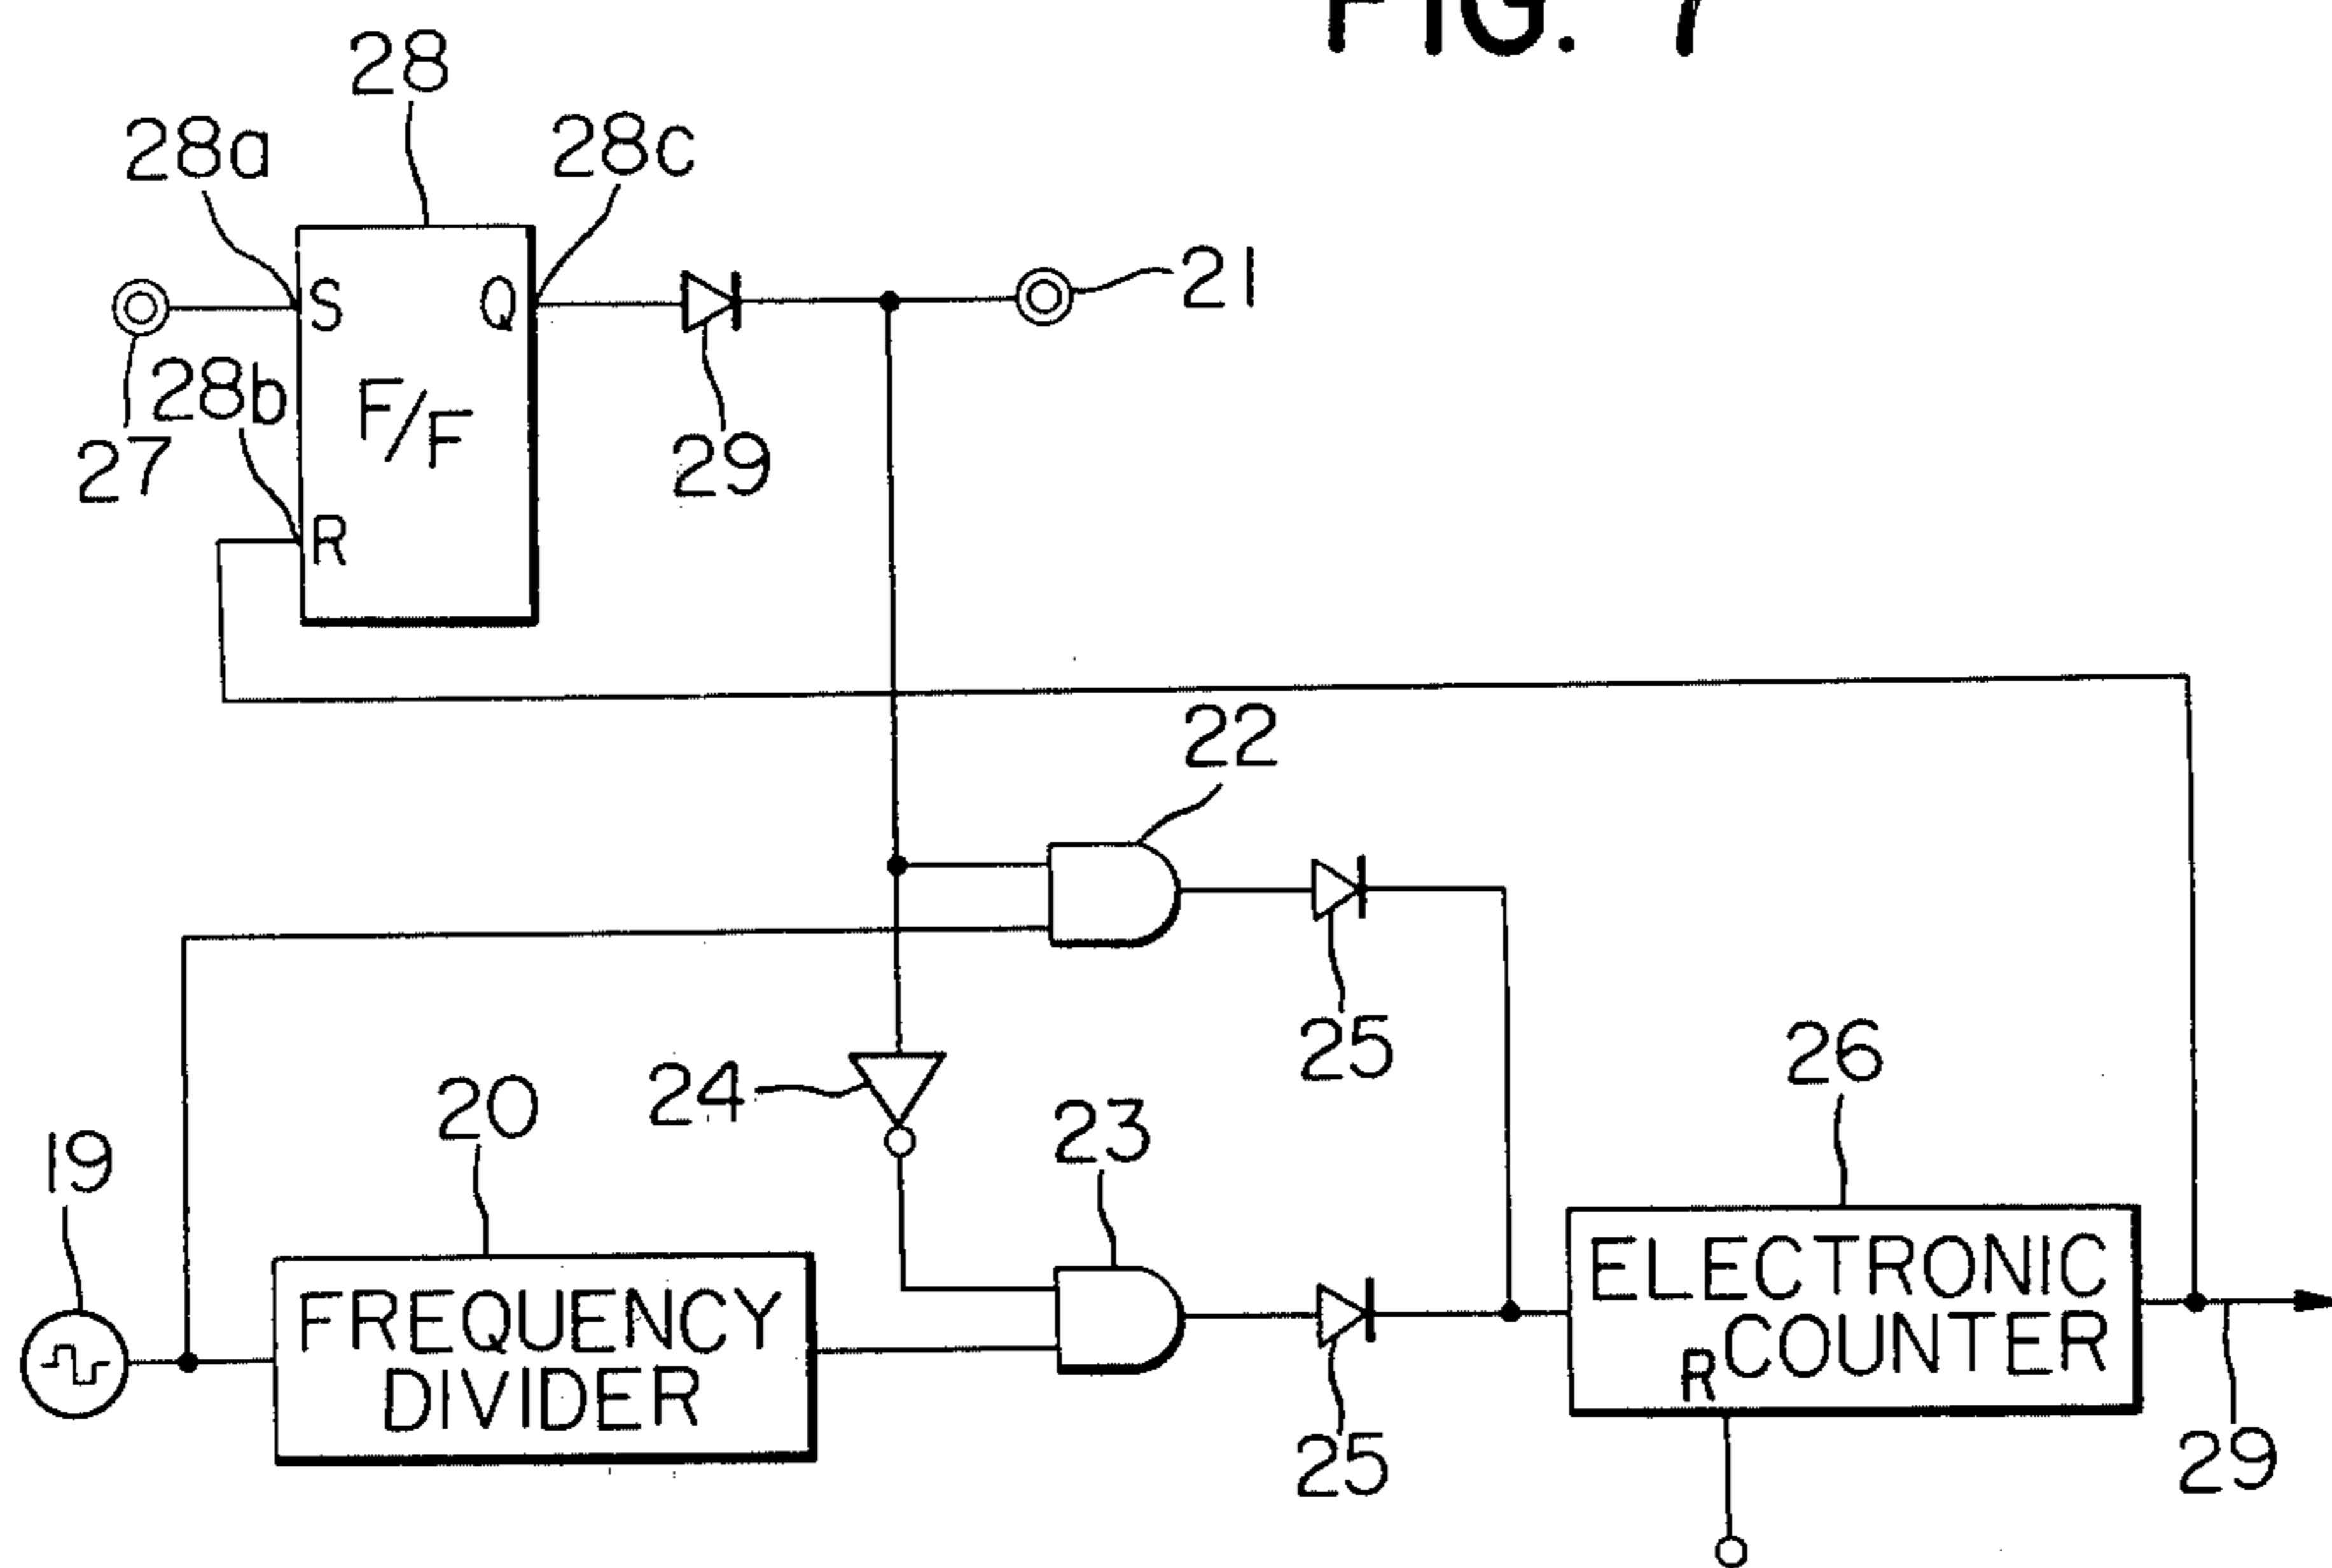 FIG. 7
28
28a
28c
S
Q
21
28b
F/F
27
29
R
22
25
26
24
20
23
19
ELECTRONIC
COUNTER
R
FREQUENCY
DIVIDER
25
29